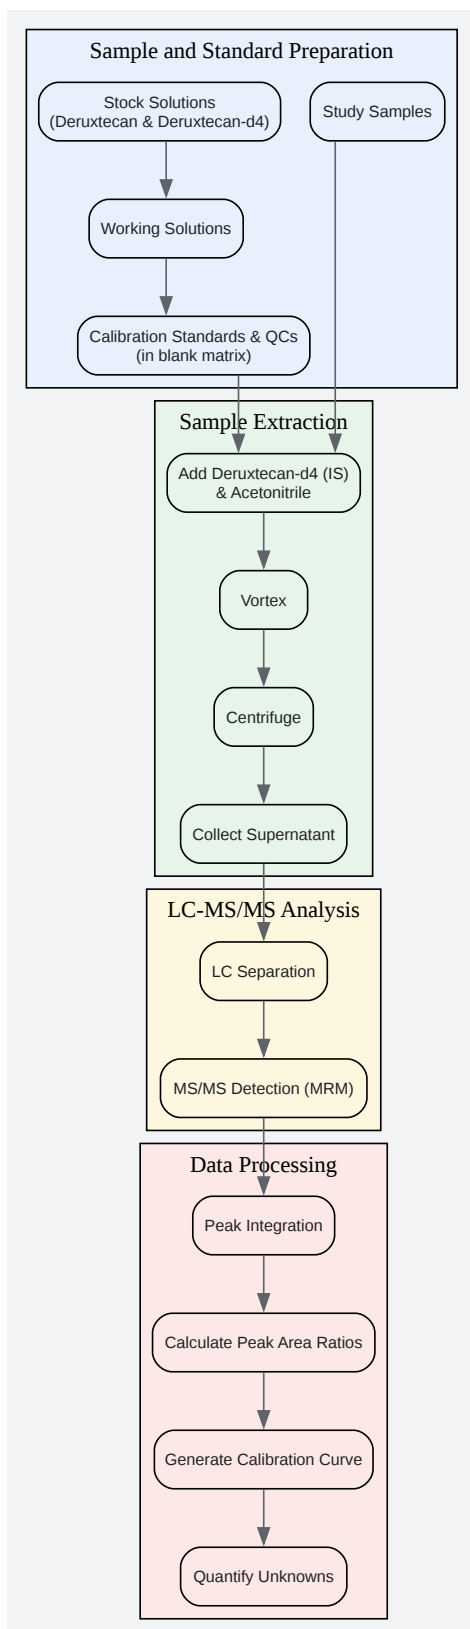 Sample and Standard Preparation
Stock Solutions
(Deruxtecan & Deruxtecan-d4)
Study Samples
Working Solutions
Calibration Standards & QCs
(in blank matrix)
Sample Extraction
Add Deruxtecan-d4 (IS)
& Acetonitrile
Vortex
Centrifuge
Collect Supernatant
LC-MS/MS Analysis
LC Separation
MS/MS Detection (MRM)
Data Processing
Peak Integration
Calculate Peak Area Ratios
Generate Calibration Curve
Quantify Unknowns